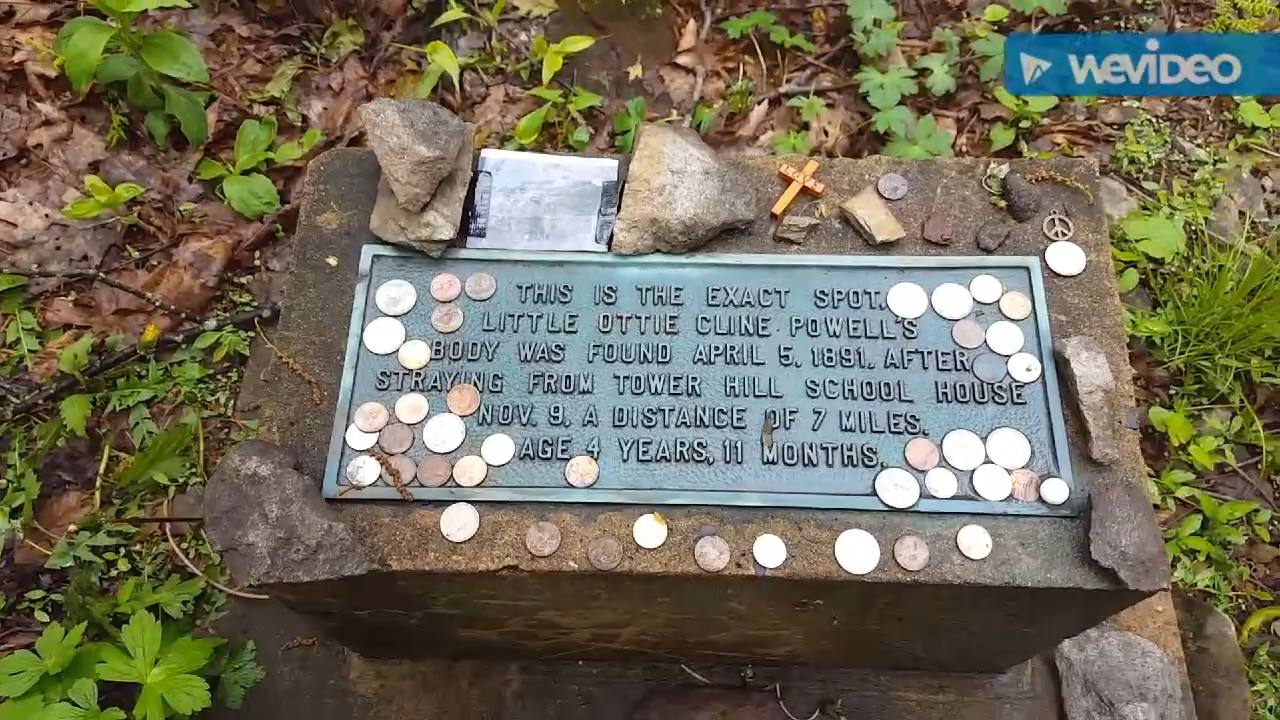 WEVIDEO
THIS IS THE EXACT SPOT,
LITTLE OTTIE CLINE POWELL'S
BODY WAS FOUND APRIL 5, 1891, AFTER
STRAYING FROM TOWER HILL SCHOOL HOUSE
NOV. 9, A DISTANCE OF 7 MILES.
AGE 4 YEARS, 11 MONTHS.